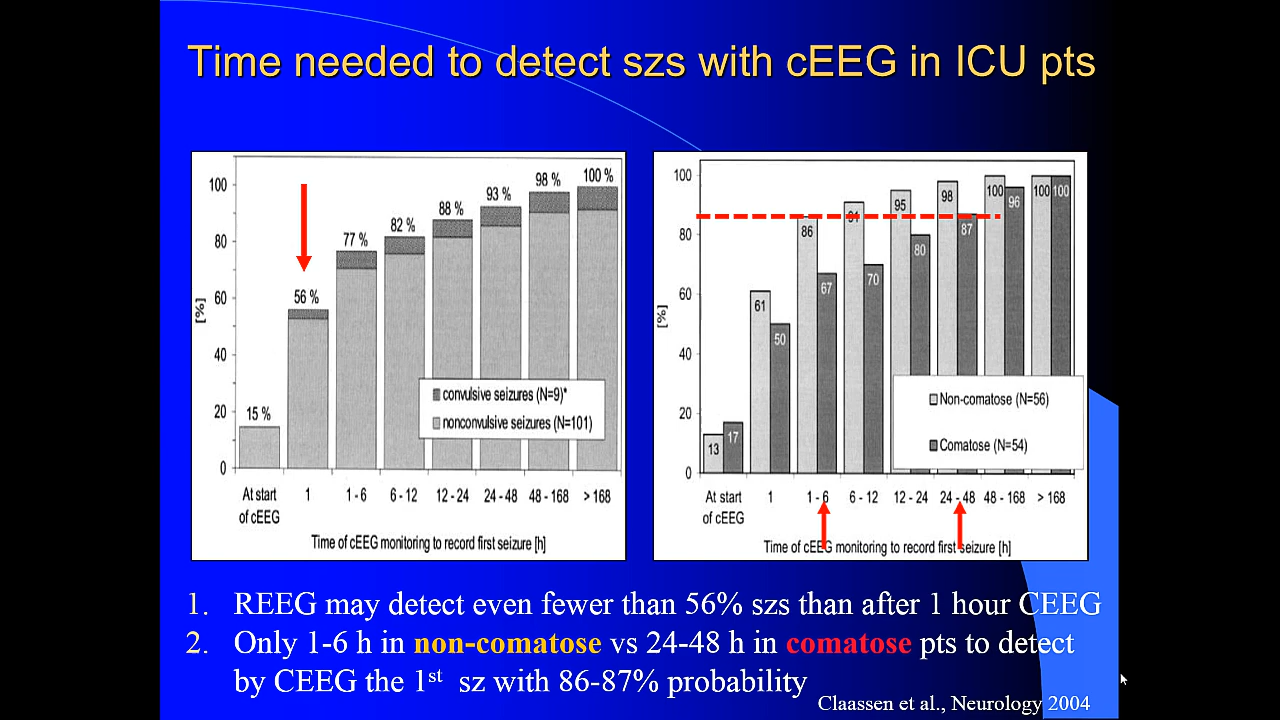 Time needed to detect szs with cEEG in ICU pts
100
80
60
40
20
0
[%]
15 %
56 %
77 %
82 %
88 %
93 %
98 %
100 %
convulsive seizures (N=9)*
nonconvulsive seizures (N=101)
At start of cEEG
1
1 - 6
6 - 12
12 - 24
24 - 48
48 - 168
> 168
Time of cEEG monitoring to record first seizure [h]
100
80
60
40
20
0
[%]
13
17
61
50
86
67
91
70
95
80
98
87
100
96
100
100
Non-comatose (N=56)
Comatose (N=54)
At start of cEEG
1
1 - 6
6 - 12
12 - 24
24 - 48
48 - 168
> 168
Time of cEEG monitoring to record first seizure [h]
1. REEG may detect even fewer than 56% szs than after 1 hour CEEG
2. Only 1-6 h in non-comatose vs 24-48 h in comatose pts to detect
by CEEG the 1st sz with 86-87% probability
Claassen et al., Neurology 2004